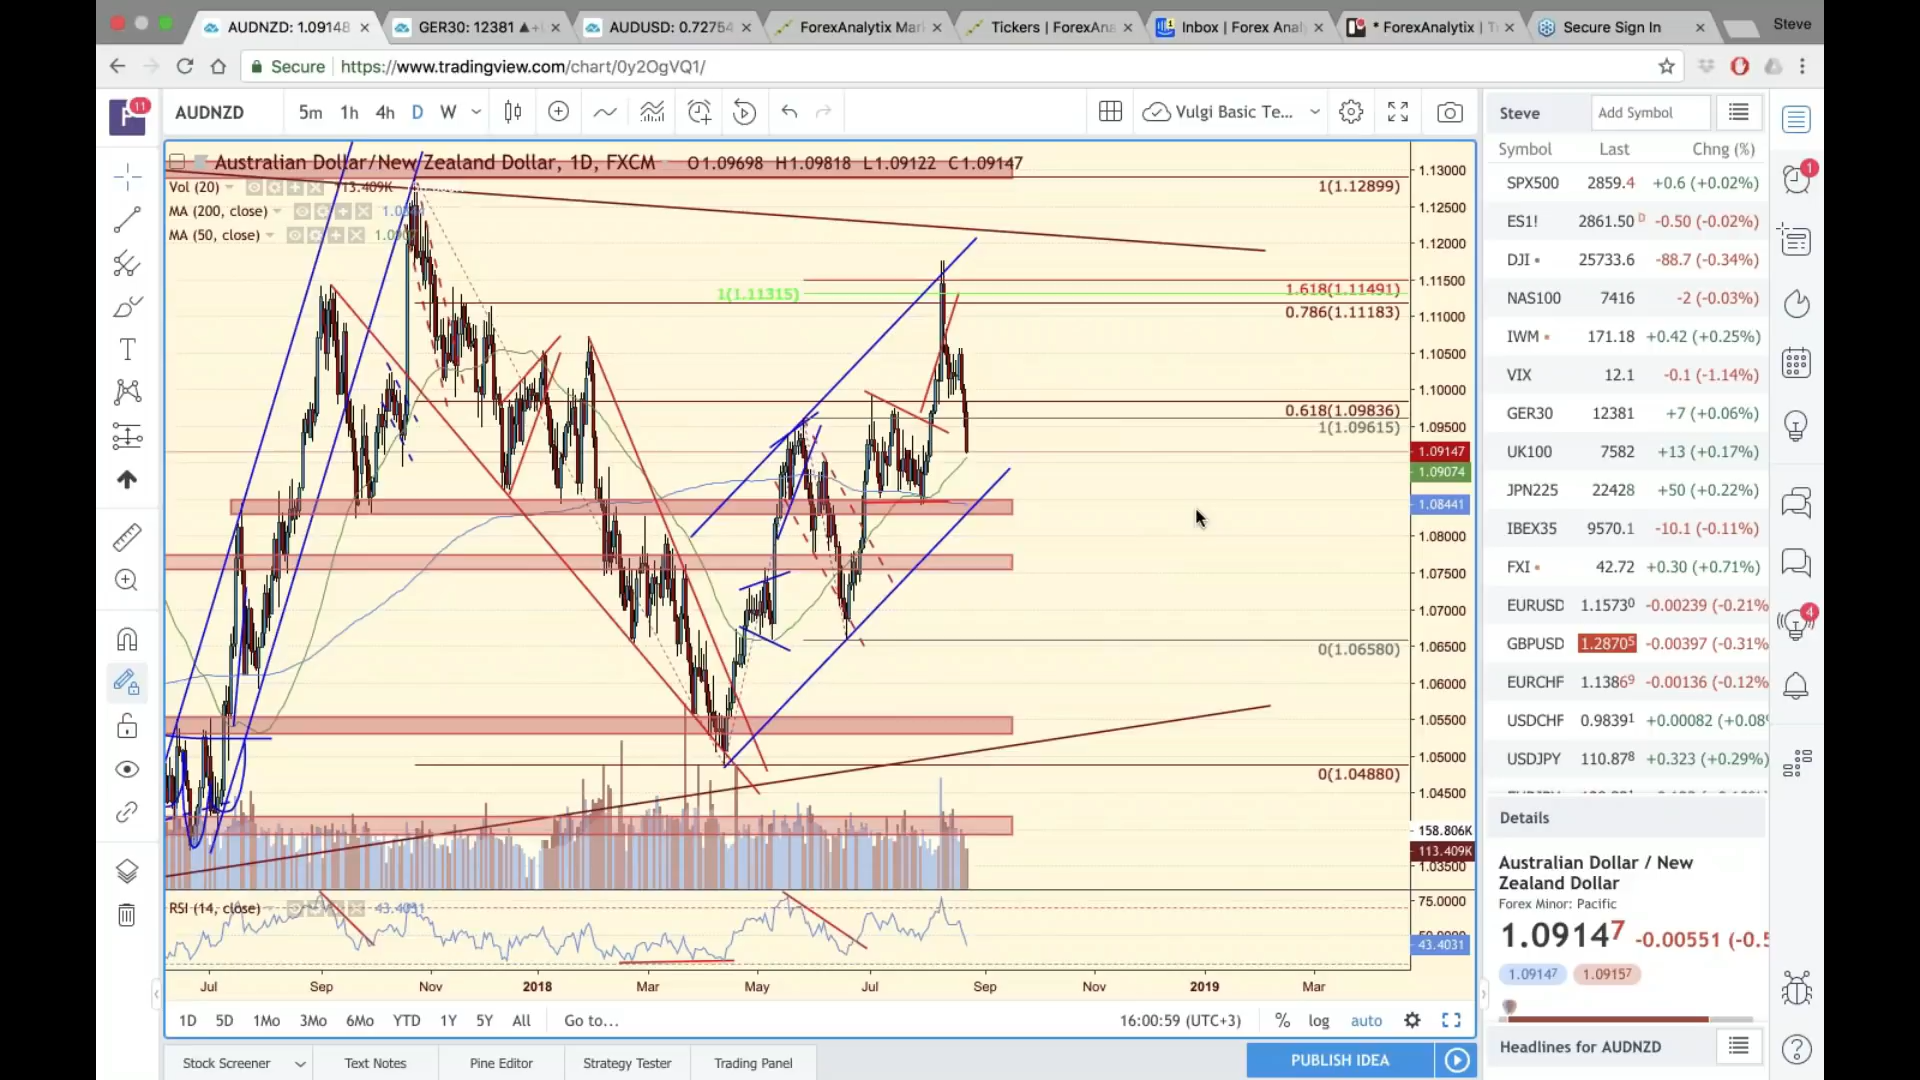 AUDNZD: 1.09148
GER30: 12381
AUDUSD: 0.72754
ForexAnalytix Mar
Tickers | ForexAna
Inbox | Forex Anal
* ForexAnalytix |
Secure Sign In
Steve
Secure
https://www.tradingview.com/chart/0y2OgVQ1/
11
AUDNZD
5m 1h 4h D W
Vulgi Basic Te...
Steve
Add Symbol
Australian Dollar/New Zealand Dollar, 1D, FXCM O1.09698 H1.09818 L1.09122 C1.09147
Vol (20) 113.409K
MA (200, close)
MA (50, close)
1(1.12899)
1(1.11315)
1.618(1.11491)
0.786(1.11183)
0.618(1.09836)
1(1.09615)
0(1.06580)
0(1.04880)
1.13000
1.12500
1.12000
1.11500
1.11000
1.10500
1.10000
1.09500
1.09147
1.09074
1.08441
1.08000
1.07500
1.07000
1.06500
1.06000
1.05500
1.05000
1.04500
158.806K
113.409K
1.03500
RSI (14, close) 43.4031
75.0000
43.4031
Jul Sep Nov 2018 Mar May Jul Sep Nov 2019 Mar
1D 5D 1Mo 3Mo 6Mo YTD 1Y 5Y All Go to...
16:00:59 (UTC+3) % log auto
Stock Screener
Text Notes
Pine Editor
Strategy Tester
Trading Panel
PUBLISH IDEA
Symbol Last Chng (%)
SPX500 2859.4 +0.6 (+0.02%)
ES1! 2861.50 D -0.50 (-0.02%)
DJI 25733.6 -88.7 (-0.34%)
NAS100 7416 -2 (-0.03%)
IWM 171.18 +0.42 (+0.25%)
VIX 12.1 -0.1 (-1.14%)
GER30 12381 +7 (+0.06%)
UK100 7582 +13 (+0.17%)
JPN225 22428 +50 (+0.22%)
IBEX35 9570.1 -10.1 (-0.11%)
FXI 42.72 +0.30 (+0.71%)
EURUSD 1.15730 -0.00239 (-0.21%
GBPUSD 1.28705 -0.00397 (-0.31%
EURCHF 1.13869 -0.00136 (-0.12%
USDCHF 0.98391 +0.00082 (+0.08
USDJPY 110.878 +0.323 (+0.29%)
Details
Australian Dollar / New
Zealand Dollar
Forex Minor: Pacific
1.09147 -0.00551 (-0.5
1.09147 1.09157
Headlines for AUDNZD
1
4